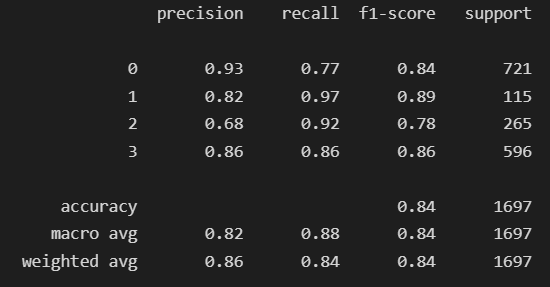 precision recall f1-score support
0 0.93 0.77 0.84 721
1 0.82 0.97 0.89 115
2 0.68 0.92 0.78 265
3 0.86 0.86 0.86 596
accuracy 0.84 1697
macro avg 0.82 0.88 0.84 1697
weighted avg 0.86 0.84 0.84 1697